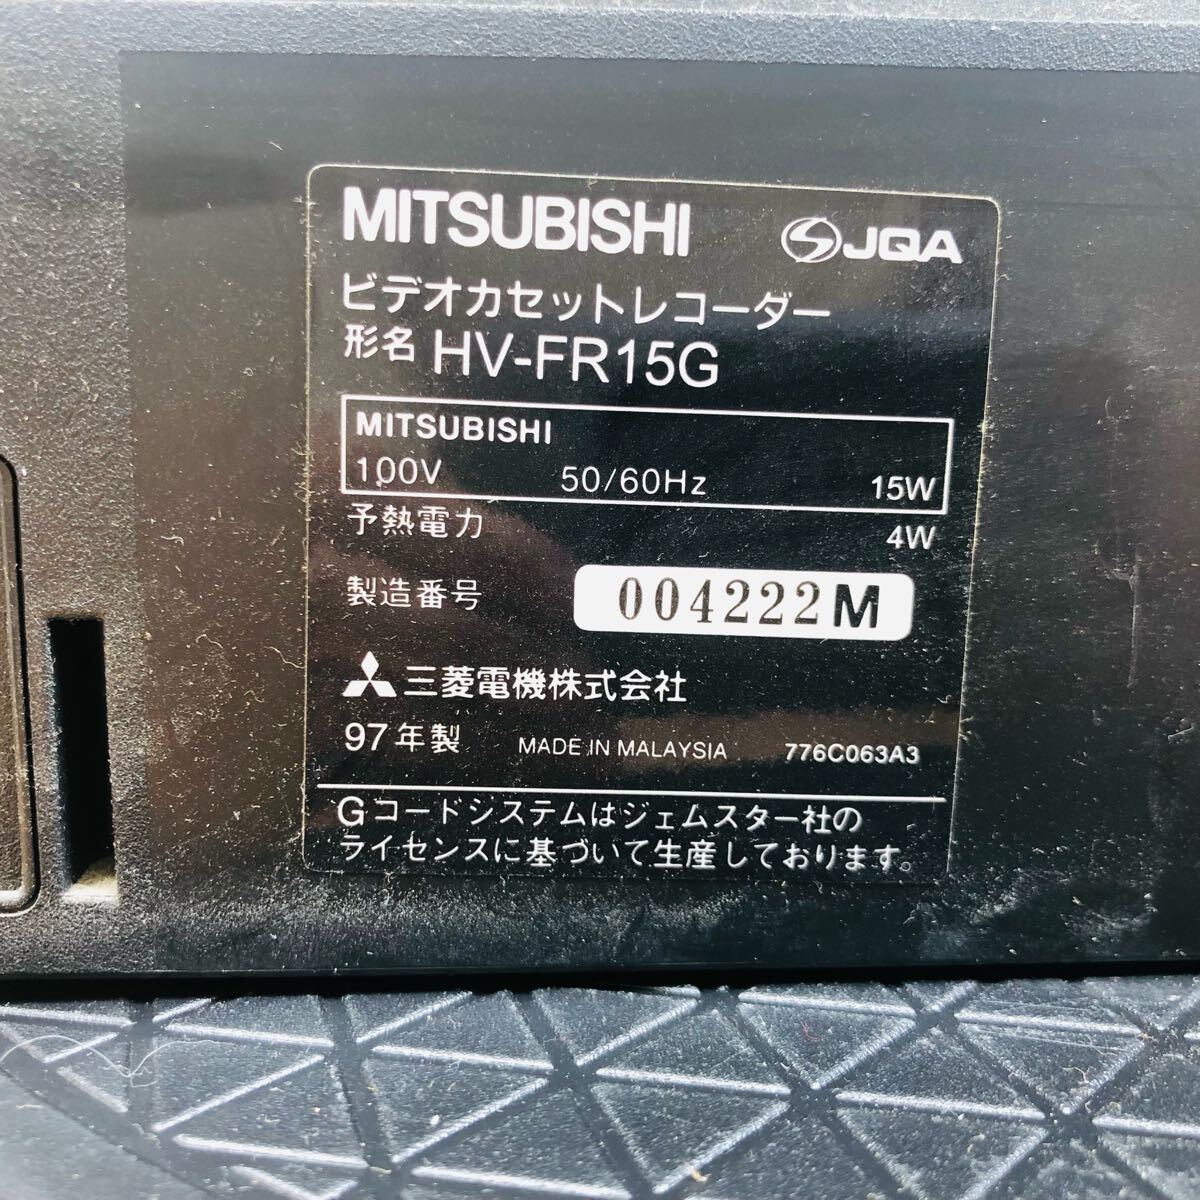 MITSUBISHI
JQA
ビデオカセットレコーダー
形名 HV-FR15G
MITSUBISHI
100V 50/60Hz 15W
予熱電力 4W
製造番号 004222M
三菱電機株式会社
97年製 MADE IN MALAYSIA 776C063A3
Gコードシステムはジェムスター社の
ライセンスに基づいて生産しております。